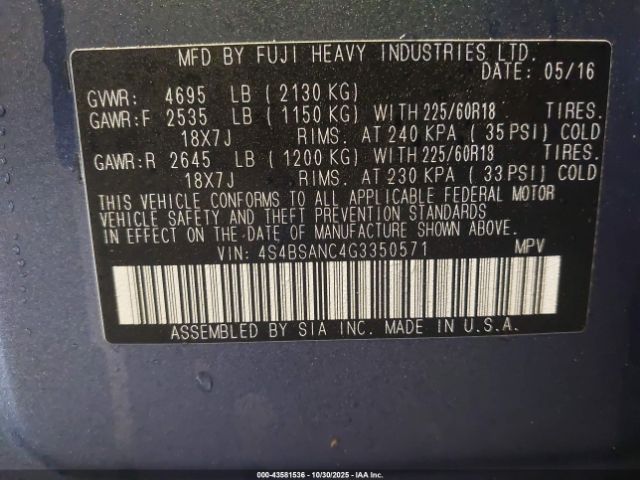 MFD BY FUJI HEAVY INDUSTRIES LTD.
DATE: 05/16
GVWR: 4695 LB (2130 KG)
GAWR:F 2535 LB (1150 KG) WITH 225/60R18 TIRES.
18X7J RIMS. AT 240 KPA (35 PSI) COLD
GAWR:R 2645 LB (1200 KG) WITH 225/60R18 TIRES.
18X7J RIMS. AT 230 KPA (33 PSI) COLD
THIS VEHICLE CONFORMS TO ALL APPLICABLE FEDERAL MOTOR
VEHICLE SAFETY AND THEFT PREVENTION STANDARDS
IN EFFECT ON THE DATE OF MANUFACTURE SHOWN ABOVE.
VIN: 4S4BSANC4G3350571 MPV
ASSEMBLED BY SIA INC. MADE IN U.S.A.
000-43581536 - 10/30/2025 - IAAI.COM